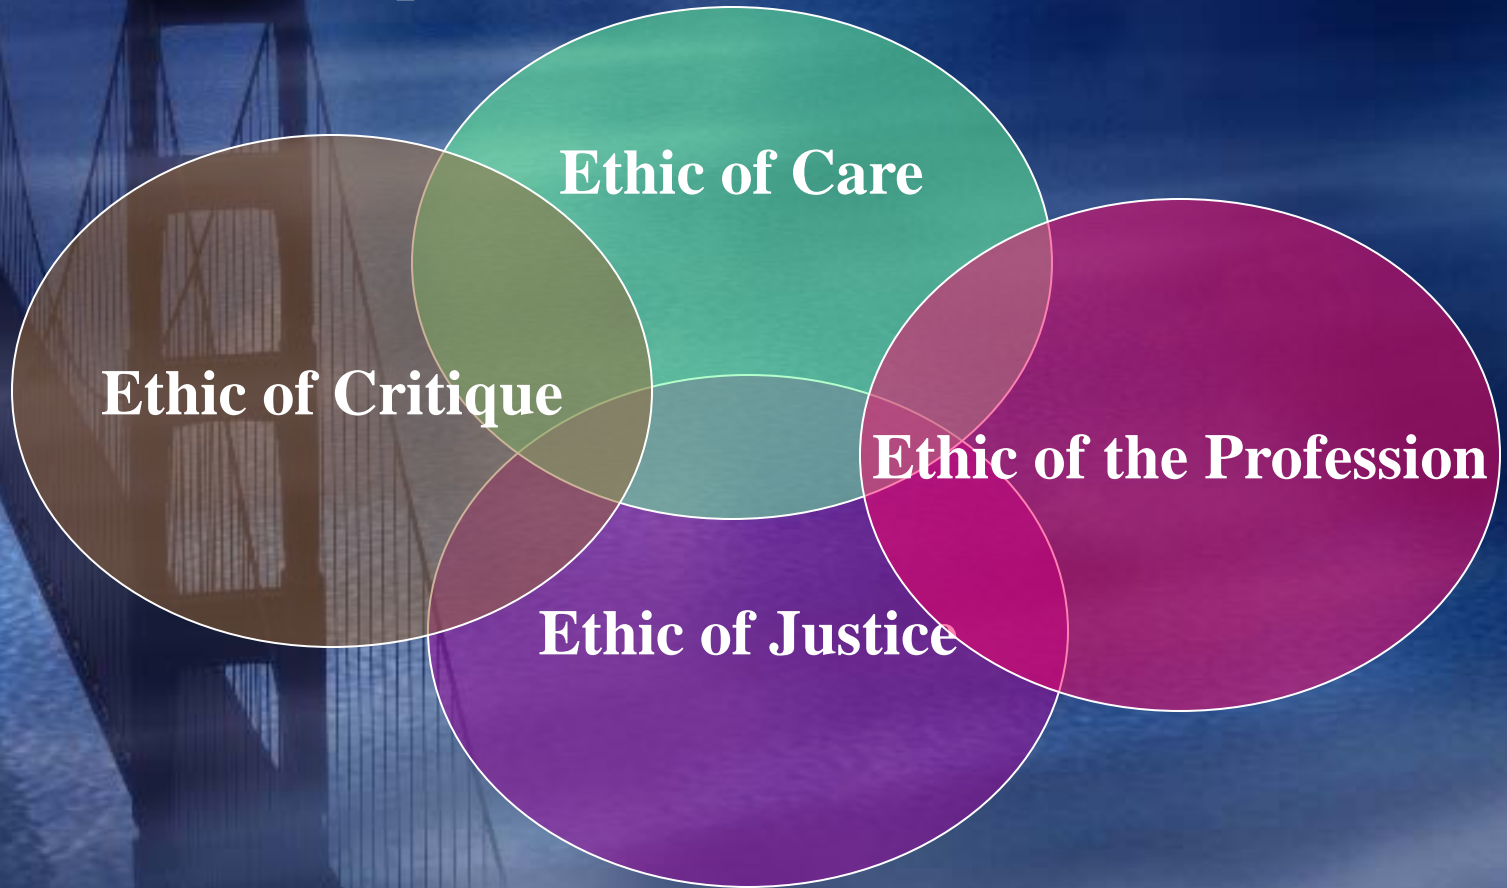 Ethic of Care
Ethic of Critique
Ethic of the Profession
Ethic of Justice